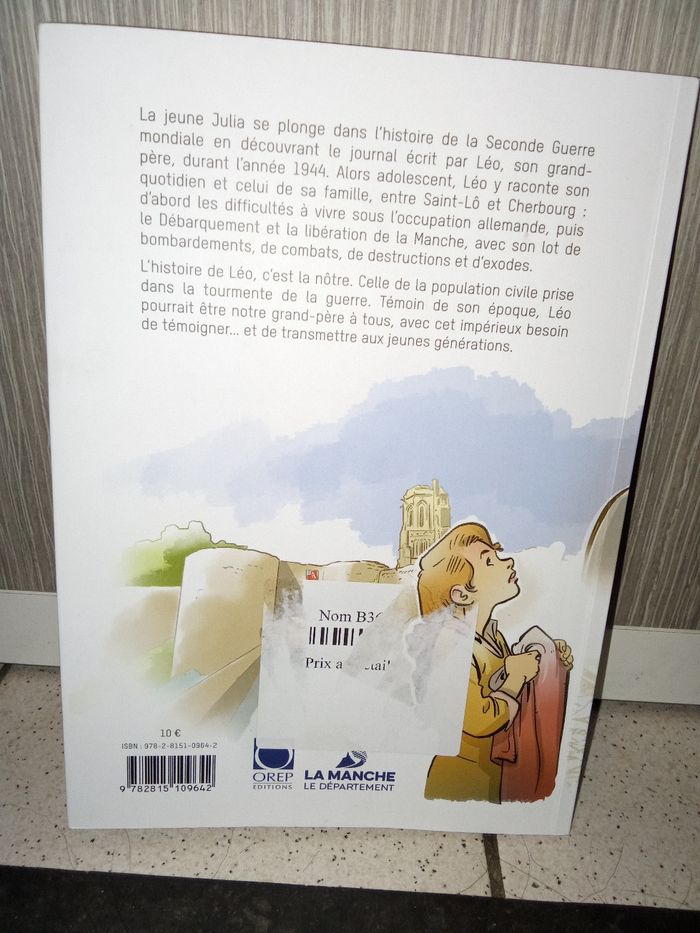 La jeune Julia se plonge dans l'histoire de la Seconde Guerre
mondiale en découvrant le journal écrit par Léo, son grand-
père, durant l'année 1944. Alors adolescent, Léo y raconte son
quotidien et celui de sa famille, entre Saint-Lô et Cherbourg :
d'abord les difficultés à vivre sous l'occupation allemande, puis
le Débarquement et la libération de la Manche, avec son lot de
bombardements, de combats, de destructions et d'exodes.
L'histoire de Léo, c'est la nôtre. Celle de la population civile prise
dans la tourmente de la guerre. Témoin de son époque, Léo
pourrait être notre grand-père à tous, avec cet impérieux besoin
de témoigner... et de transmettre aux jeunes générations.
Nom
Prix
10 €
ISBN : 978-2-8151-0964-2
9 782815 109642
OREP
EDITIONS
LA MANCHE
LE DÉPARTEMENT